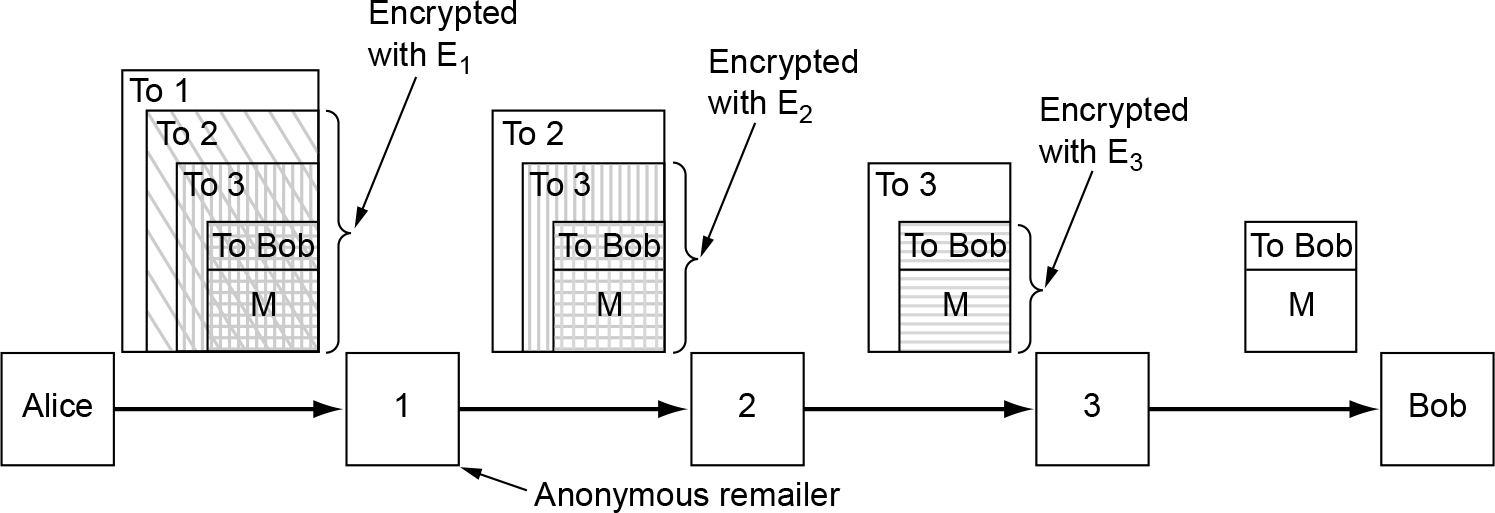 Encrypted
with E₁
To 1
To 2
To 3
To Bob
M
Encrypted
with E₂
To 2
To 3
To Bob
M
Encrypted
with E₃
To 3
To Bob
M
To Bob
M
Alice
1
2
3
Bob
Anonymous remailer